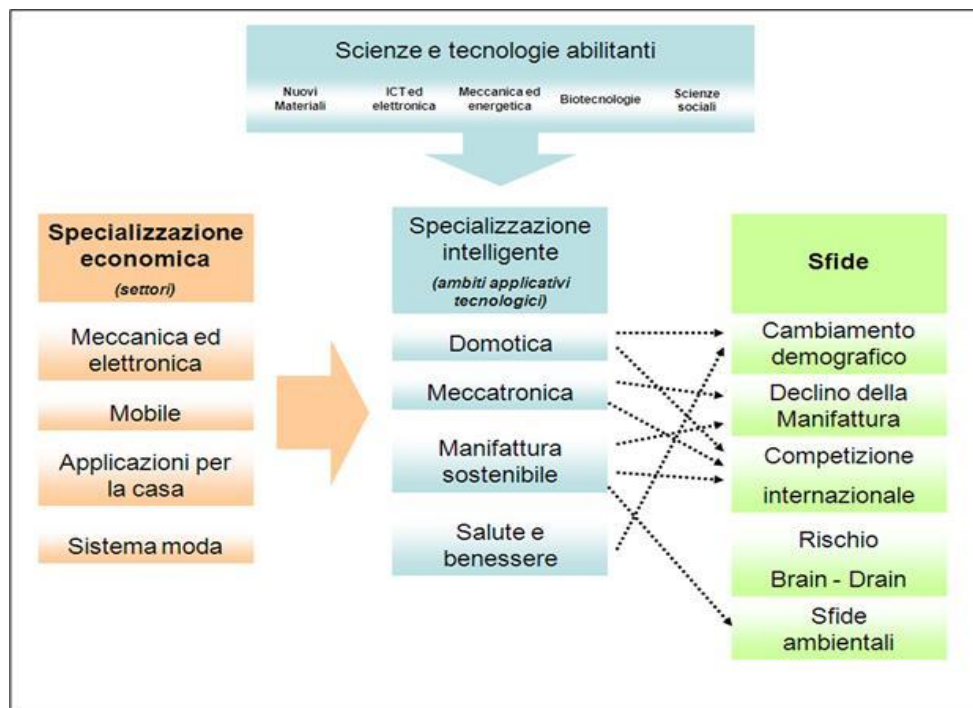 Scienze e tecnologie abilitanti
Nuovi
Materiali
ICT ed
elettronica
Meccanica ed
energetica
Biotecnologie
Scienze
sociali
Specializzazione
economica
(settori)
Meccanica ed
elettronica
Mobile
Applicazioni per
la casa
Sistema moda
Specializzazione
intelligente
(ambiti applicativi
tecnologici)
Domotica
Meccatronica
Manifattura
sostenibile
Salute e
benessere
Sfide
Cambiamento
demografico
Declino della
Manifattura
Competizione
internazionale
Rischio
Brain - Drain
Sfide
ambientali